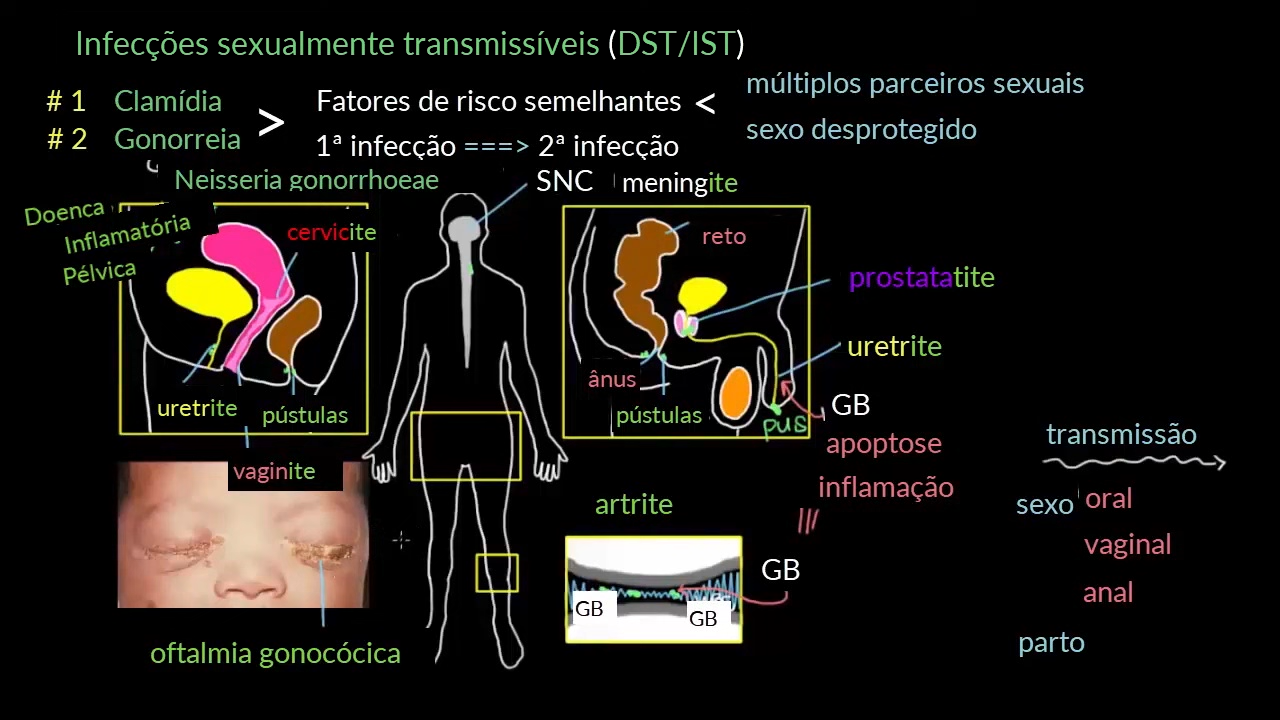 Infecções sexualmente transmissíveis (DST/IST)
# 1 Clamídia
# 2 Gonorreia
>
Fatores de risco semelhantes <
1ª infecção ===> 2ª infecção
múltiplos parceiros sexuais
sexo desprotegido
Neisseria gonorrhoeae
SNC
meningite
Doença
Inflamatória
Pélvica
cervicite
uretrite
pústulas
vaginite
reto
prostatatite
uretrite
ânus
pústulas
pus
GB
apoptose
inflamação
artrite
GB
GB
GB
transmissão
sexo oral
vaginal
anal
parto
oftalmia gonocócica